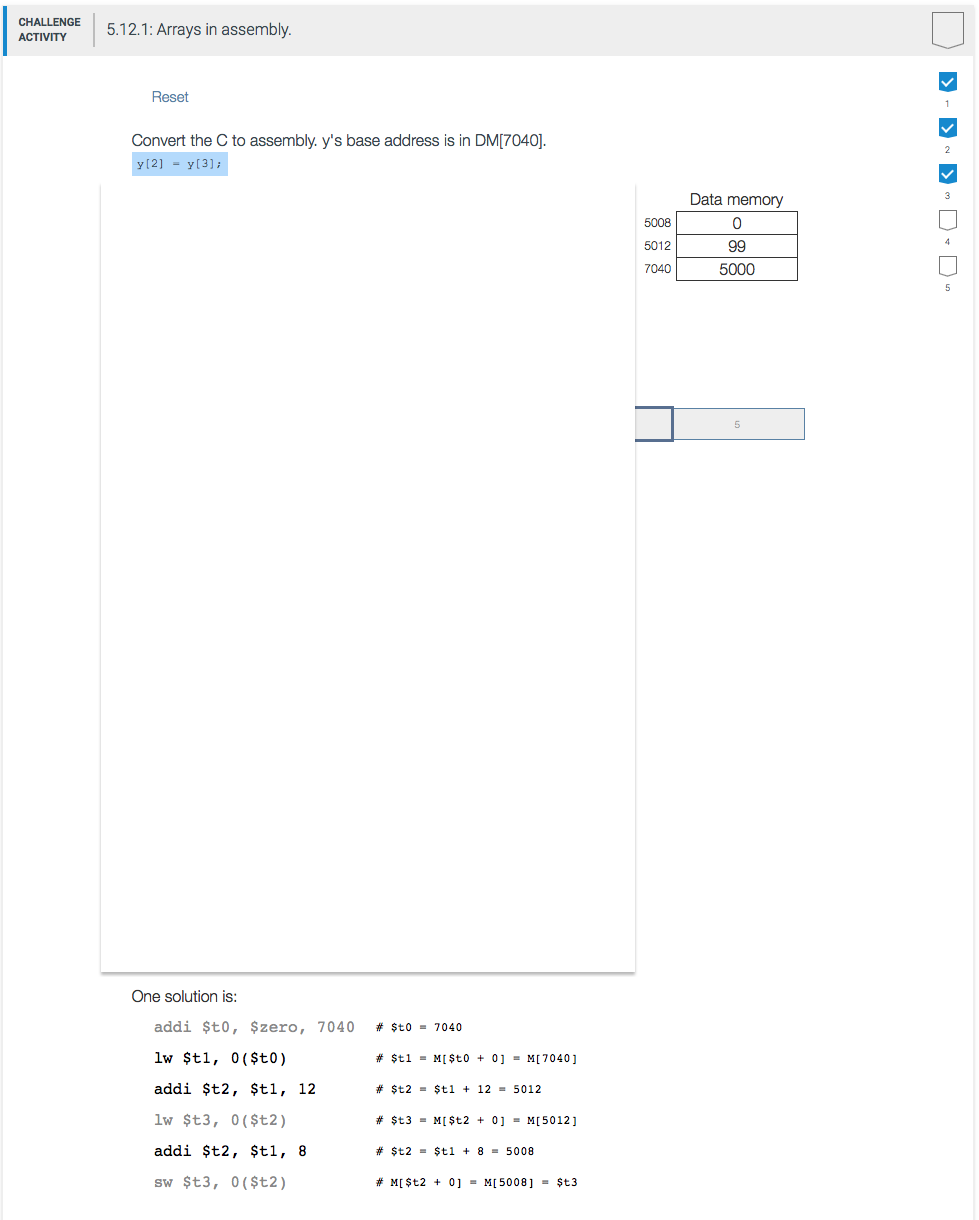 CHALLENGE
ACTIVITY
5.12.1: Arrays in assembly.
Reset
1
2
3
4
5
Convert the C to assembly. y's base address is in DM[7040].
y[2] = y[3];
Data memory
5008 0
5012 99
7040 5000
5
One solution is:
addi $t0, $zero, 7040 # $t0 = 7040
lw $t1, 0($t0) # $t1 = M[$t0 + 0] = M[7040]
addi $t2, $t1, 12 # $t2 = $t1 + 12 = 5012
lw $t3, 0($t2) # $t3 = M[$t2 + 0] = M[5012]
addi $t2, $t1, 8 # $t2 = $t1 + 8 = 5008
sw $t3, 0($t2) # M[$t2 + 0] = M[5008] = $t3